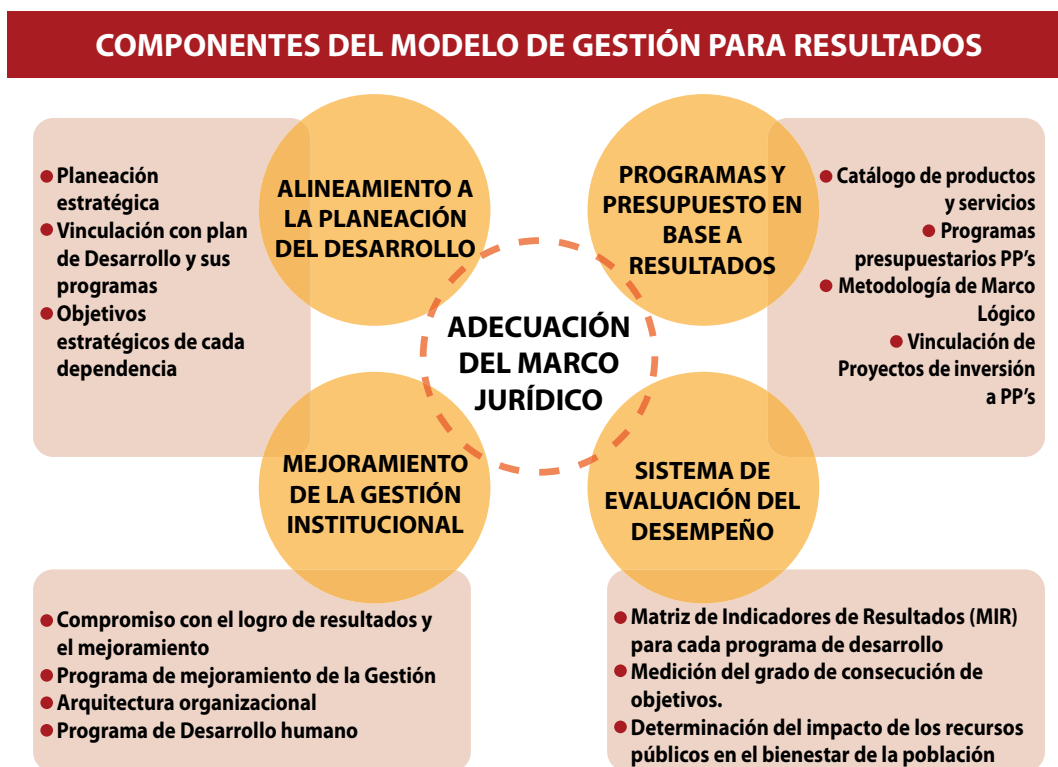 COMPONENTES DEL MODELO DE GESTIÓN PARA RESULTADOS
ALINEAMIENTO A
LA PLANEACIÓN
DEL DESARROLLO
Planeación
estratégica
Vinculación con plan
de Desarrollo y sus
programas
Objetivos
estratégicos de cada
dependencia
PROGRAMAS Y
PRESUPUESTO EN
BASE A
RESULTADOS
Catálogo de productos
y servicios
Programas
presupuestarios PP's
Metodología de Marco
Lógico
Vinculación de
Proyectos de inversión
a PP's
ADECUACIÓN
DEL MARCO
JURÍDICO
MEJORAMIENTO
DE LA GESTIÓN
INSTITUCIONAL
Compromiso con el logro de resultados y
el mejoramiento
Programa de mejoramiento de la Gestión
Arquitectura organizacional
Programa de Desarrollo humano
SISTEMA DE
EVALUACIÓN DEL
DESEMPEÑO
Matriz de Indicadores de Resultados (MIR)
para cada programa de desarrollo
Medición del grado de consecución de
objetivos.
Determinación del impacto de los recursos
públicos en el bienestar de la población